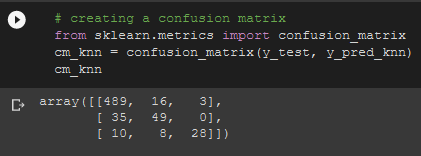 # creating a confusion matrix
from sklearn.metrics import confusion_matrix
cm_knn = confusion_matrix(y_test, y_pred_knn)
cm_knn
array([[489,  16,   3],
       [ 35,  49,   0],
       [ 10,   8,  28]])